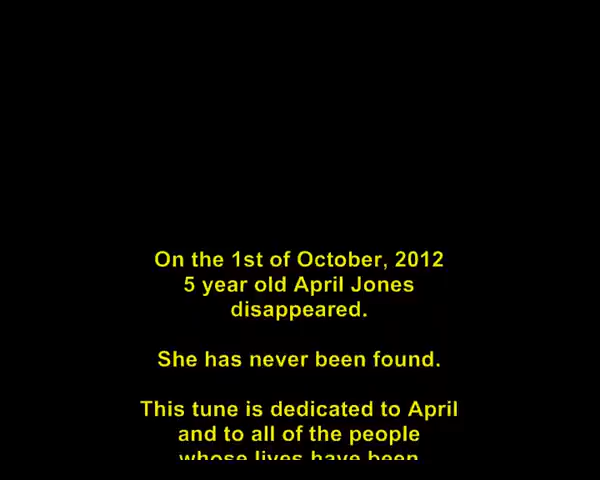 On the 1st of October, 2012
5 year old April Jones
disappeared.
She has never been found.
This tune is dedicated to April
and to all of the people
whose lives have been